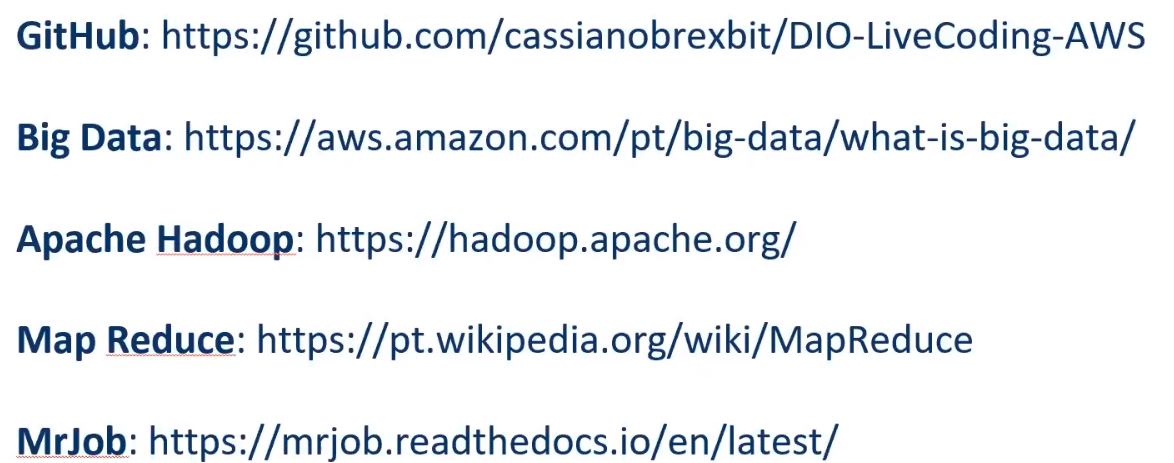 GitHub: https://github.com/cassianobrexbit/DIO-LiveCoding-AWS
Big Data: https://aws.amazon.com/pt/big-data/what-is-big-data/
Apache Hadoop: https://hadoop.apache.org/
Map Reduce: https://pt.wikipedia.org/wiki/MapReduce
MrJob: https://mrjob.readthedocs.io/en/latest/